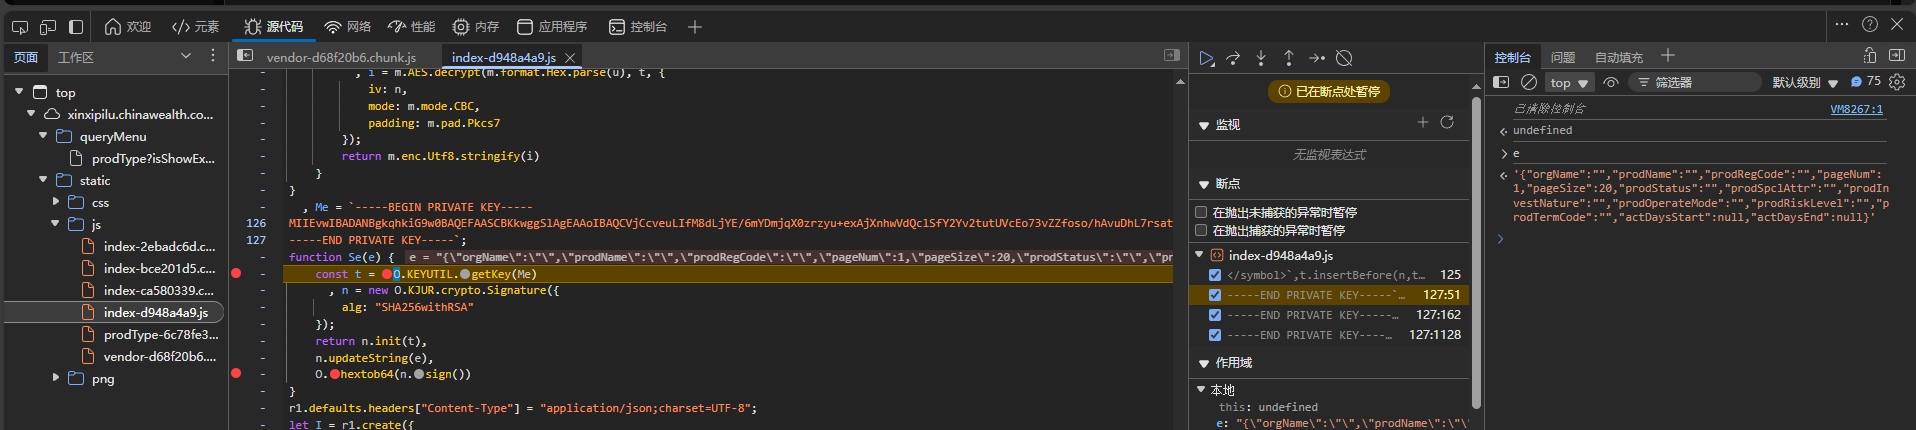 欢迎 元素 源代码 网络 性能 内存 应用程序 控制台
页面 工作区
top
xinxipilu.chinawealth.co...
queryMenu
prodType?isShowEx...
static
css
js
index-2ebadc6d.c...
index-bce201d5.c...
index-ca580339.c...
index-d948a4a9.js
prodType-6c78fe3...
vendor-d68f20b6....
png
vendor-d68f20b6.chunk.js index-d948a4a9.js
, i = m.AES.decrypt(m.format.Hex.parse(u), t, {
iv: n,
mode: m.mode.CBC,
padding: m.pad.Pkcs7
});
return m.enc.Utf8.stringify(i)
}
}
, Me = `-----BEGIN PRIVATE KEY-----
126 MIIEvwIBADANBgkqhkiG9w0BAQEFAASCBKkwggSlAgEAAoIBAQCVjCcveuLIfM8dLjYE/6mYDmjqX0zrzyu+exAjXnhwVdQclSfY2Yv2tutUVcEo73vZZfoso/hAvuDhL7rsat
127 -----END PRIVATE KEY-----`;
function Se(e) { e = "{\"orgName\":\"\",\"prodName\":\"\",\"prodRegCode\":\"\",\"pageNum\":1,\"pageSize\":20,\"prodStatus\":\"\",\"pr
const t = O.KEYUTIL.getKey(Me)
, n = new O.KJUR.crypto.Signature({
alg: "SHA256withRSA"
});
return n.init(t),
n.updateString(e),
O.hextob64(n.sign())
}
r1.defaults.headers["Content-Type"] = "application/json;charset=UTF-8";
let I = r1.create({
已在断点处暂停
监视
无监视表达式
断点
在抛出未捕获的异常时暂停
在抛出捕获的异常时暂停
index-d948a4a9.js
</symbol>`,t.insertBefore(n,t... 125
-----END PRIVATE KEY-----`... 127:51
-----END PRIVATE KEY----... 127:162
-----END PRIVATE KEY----... 127:1128
作用域
本地
this: undefined
e: "{\"orgName\":\"\",\"prodName\":\"\"
控制台 问题 自动填充
top 筛选器 默认级别 75
已清除控制台 VM8267:1
undefined
e
'{"orgName":"","prodName":"","prodRegCode":"","pageNum":
1,"pageSize":20,"prodStatus":"","prodSpclAttr":"","prodIn
vestNature":"","prodOperateMode":"","prodRiskLevel":"","p
rodTermCode":"","actDaysStart":null,"actDaysEnd":null}'